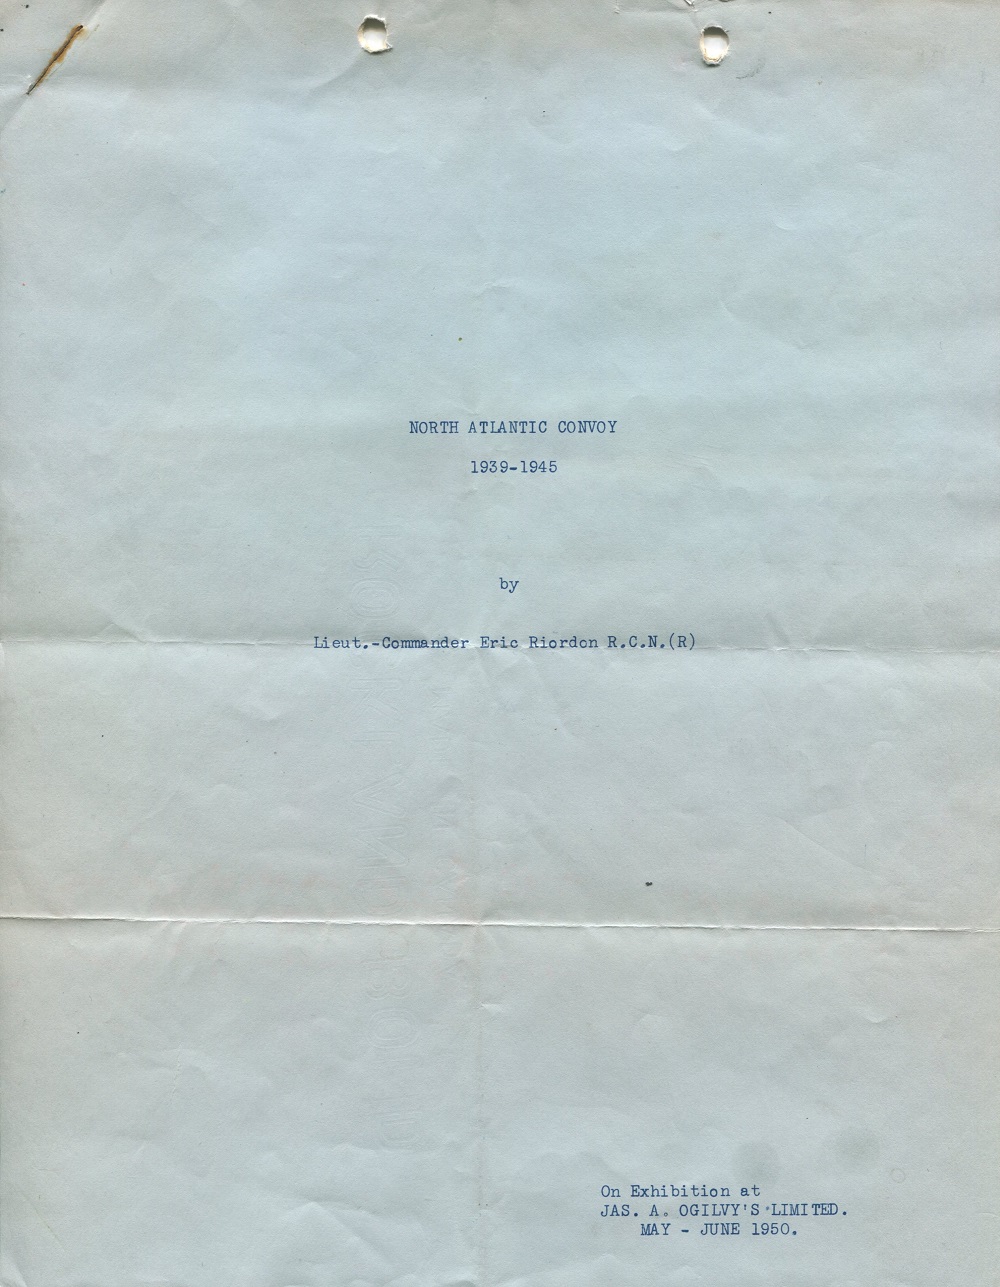 NORTH ATLANTIC CONVOY
1939-1945
by
Lieut.-Commander Eric Riordon R.C.N.(R)
On Exhibition at
JAS. A. OGILVY'S LIMITED.
MAY - JUNE 1950.